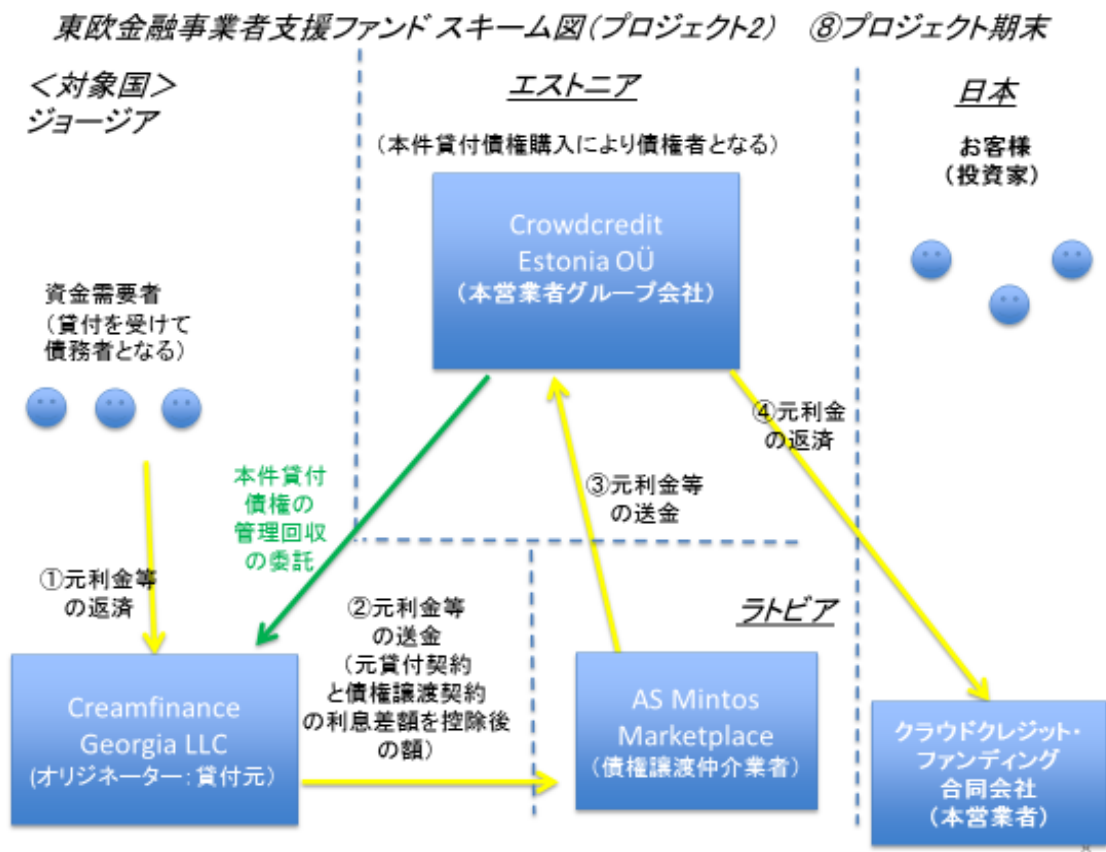 東欧金融事業者支援ファンド スキーム図(プロジェクト2) ⑧プロジェクト期末
<対象国>
ジョージア
エストニア
日本
(本件貸付債権購入により債権者となる)
お客様
(投資家)
Crowdcredit
Estonia OÜ
(本営業者グループ会社)
資金需要者
(貸付を受けて
債務者となる)
④元利金
の返済
本件貸付
債権の
管理回収
の委託
③元利金等
の送金
①元利金等
の返済
②元利金等
の送金
(元貸付契約
と債権譲渡契約
の利息差額を控除後
の額)
ラトビア
Creamfinance
Georgia LLC
(オリジネーター:貸付元)
AS Mintos
Marketplace
(債権譲渡仲介業者)
クラウドクレジット・
ファンディング
合同会社
(本営業者)